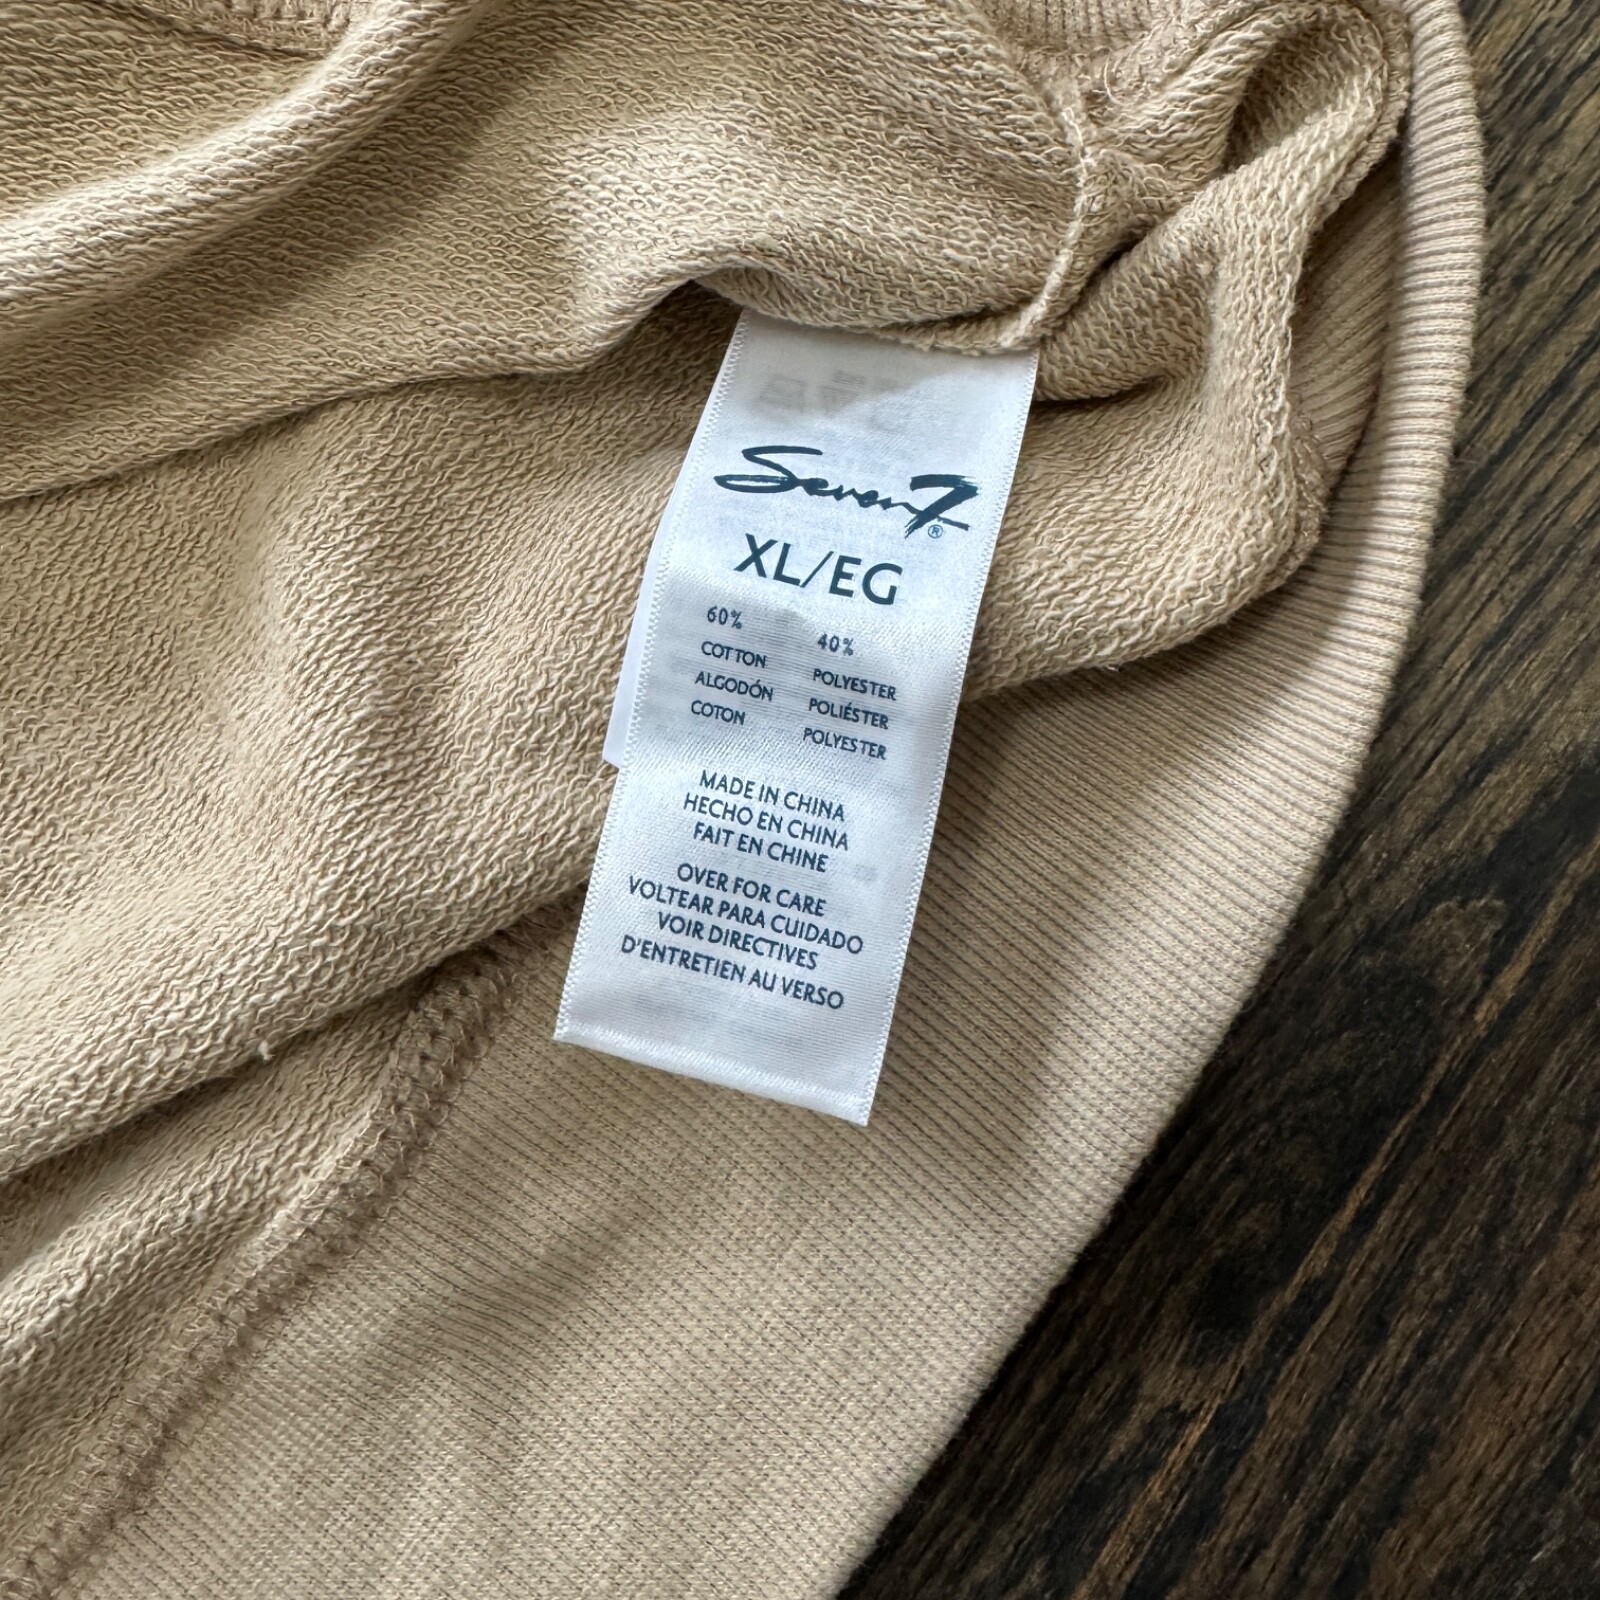 Seven7®
XL/EG
60% 40%
COTTON POLYESTER
ALGODÓN POLIÉSTER
COTON POLYESTER
MADE IN CHINA
HECHO EN CHINA
FAIT EN CHINE
OVER FOR CARE
VOLTEAR PARA CUIDADO
VOIR DIRECTIVES
D'ENTRETIEN AU VERSO